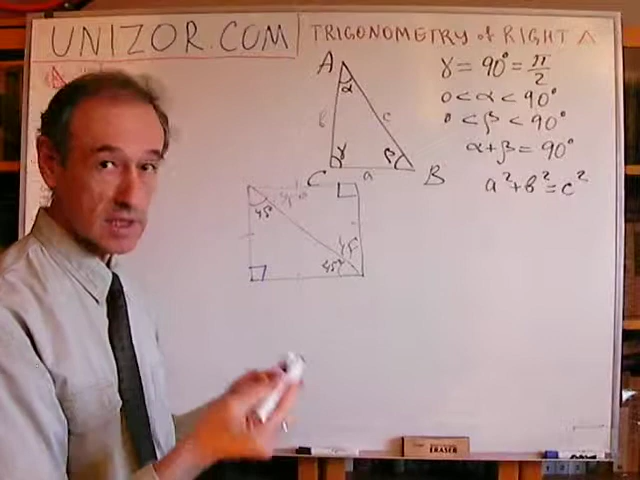 UNIZOR.COM
TRIGONOMETRY of RIGHT △
A
α
b
c
γ
β
C
a
B
γ = 90° = π/2
0 < α < 90°
0 < β < 90°
α + β = 90°
a² + b² = c²
45°
45°
45°
ERASER